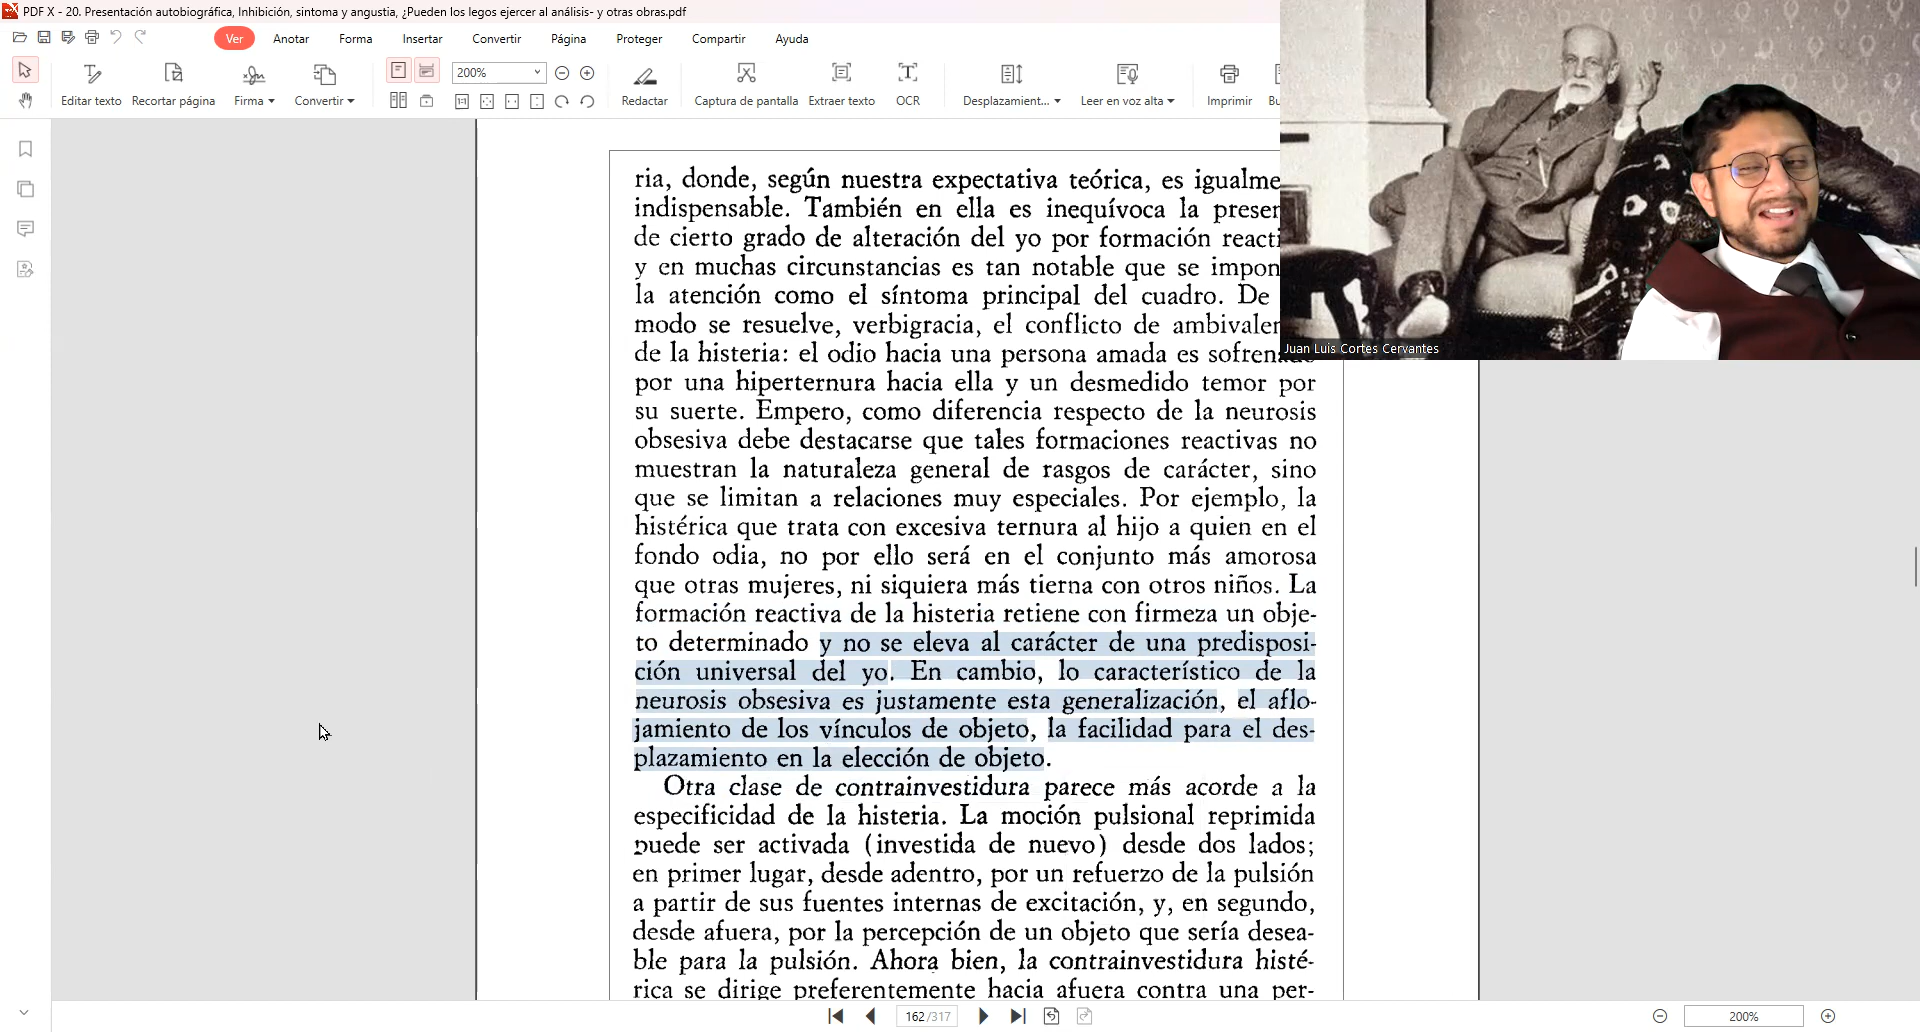 PDF X - 20. Presentación autobiográfica, Inhibición, sintoma y angustia, ¿Pueden los legos ejercer al análisis- y otras obras.pdf
Ver Anotar Forma Insertar Convertir Página Proteger Compartir Ayuda
200%
Editar texto Recortar página Firma Convertir Redactar Captura de pantalla Extraer texto OCR Desplazamient... Leer en voz alta Imprimir
ria, donde, según nuestra expectativa teórica, es igualme
indispensable. También en ella es inequívoca la presen
de cierto grado de alteración del yo por formación reacti
y en muchas circunstancias es tan notable que se impon
la atención como el síntoma principal del cuadro. De
modo se resuelve, verbigracia, el conflicto de ambivalen
de la histeria: el odio hacia una persona amada es sofrenado
por una hiperternura hacia ella y un desmedido temor por
su suerte. Empero, como diferencia respecto de la neurosis
obsesiva debe destacarse que tales formaciones reactivas no
muestran la naturaleza general de rasgos de carácter, sino
que se limitan a relaciones muy especiales. Por ejemplo, la
histérica que trata con excesiva ternura al hijo a quien en el
fondo odia, no por ello será en el conjunto más amorosa
que otras mujeres, ni siquiera más tierna con otros niños. La
formación reactiva de la histeria retiene con firmeza un obje-
to determinado y no se eleva al carácter de una predisposi-
ción universal del yo. En cambio, lo característico de la
neurosis obsesiva es justamente esta generalización, el aflo-
jamiento de los vínculos de objeto, la facilidad para el des-
plazamiento en la elección de objeto.
Otra clase de contrainvestidura parece más acorde a la
especificidad de la histeria. La moción pulsional reprimida
puede ser activada (investida de nuevo) desde dos lados;
en primer lugar, desde adentro, por un refuerzo de la pulsión
a partir de sus fuentes internas de excitación, y, en segundo,
desde afuera, por la percepción de un objeto que sería desea-
ble para la pulsión. Ahora bien, la contrainvestidura histé-
rica se dirige preferentemente hacia afuera contra una per-
Juan Luis Cortes Cervantes
162 /317
200%